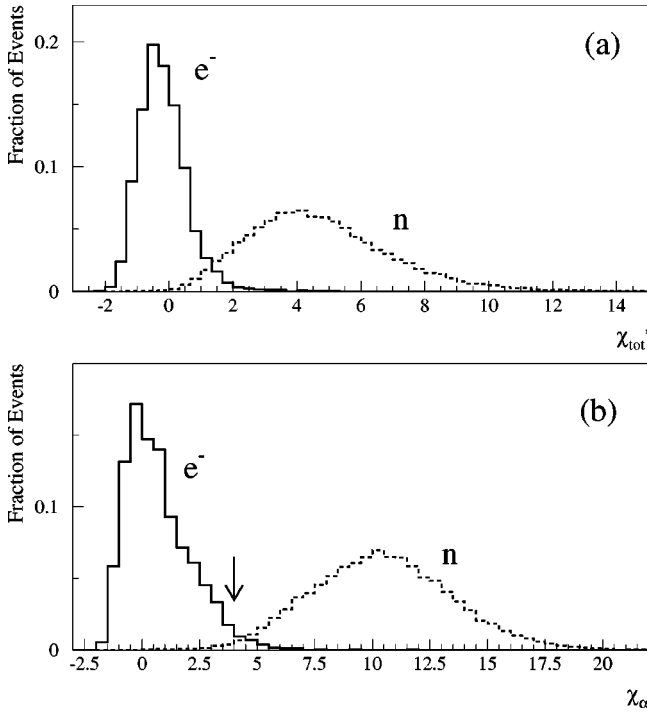 Fraction of Events
0.2
0.1
0
(a)
e-
n
-2 0 2 4 6 8 10 12 14
χtot'
Fraction of Events
0.1
0
(b)
e-
n
-2.5 0 2.5 5 7.5 10 12.5 15 17.5 20
χα